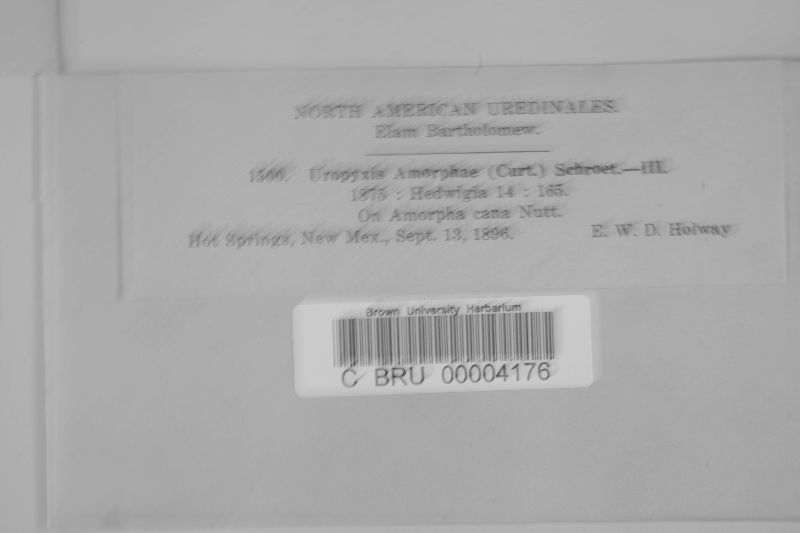 NORTH AMERICAN UREDINALES.
Elam Bartholomew.
Uropyxis Amorphae (Curt.) Schroet.—III.
1875 : Hedwigia 14 : 165.
On Amorpha cana Nutt.
Hot Springs, New Mex., Sept. 13, 1896. E. W. D. Holway
Brown University Herbarium
C BRU 00004176